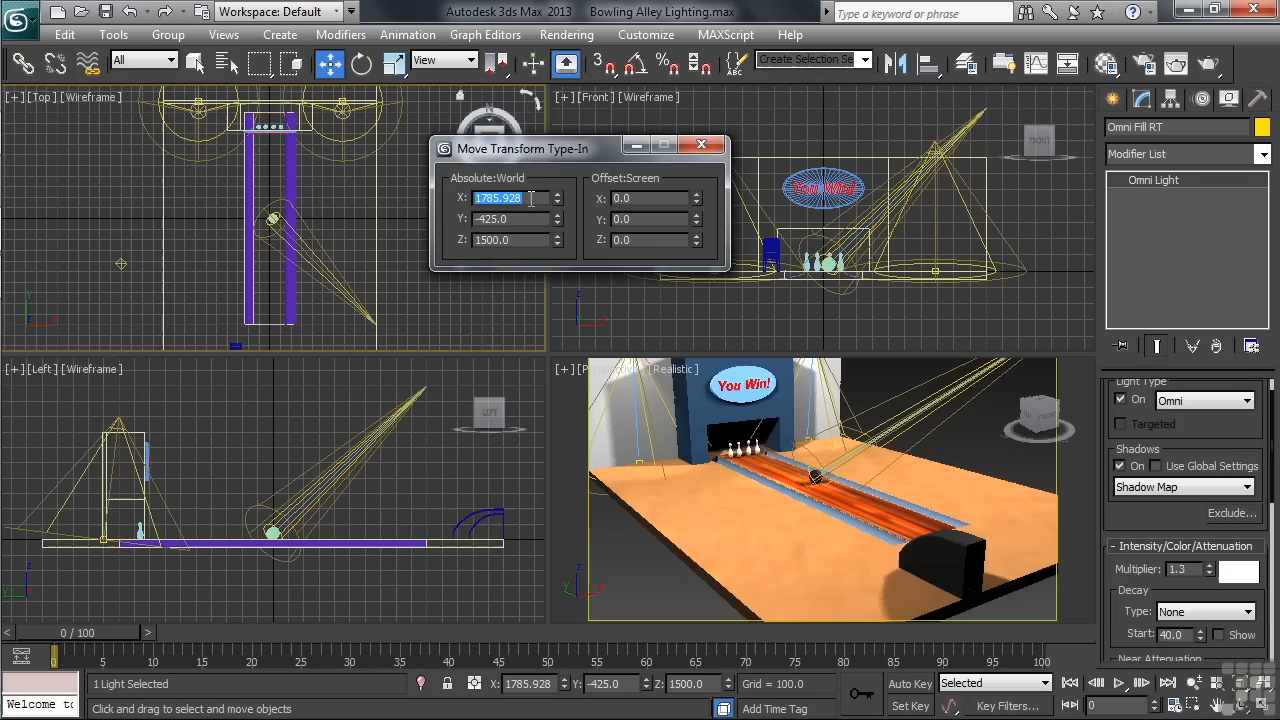 Workspace: Default
Autodesk 3ds Max 2013 Bowling Alley Lighting.max
Type a keyword or phrase
Edit Tools Group Views Create Modifiers Animation Graph Editors Rendering Customize MAXScript Help
All
View
3
Create Selection Se
[+] [Top] [Wireframe]
[+] [Front] [Wireframe]
Omni Fill RT
Modifier List
Omni Light
N
FRONT
You Win!
Move Transform Type-In
Absolute:World
Offset:Screen
X: 1785.928
X: 0.0
Y: -425.0
Y: 0.0
Z: 1500.0
Z: 0.0
[+] [Left] [Wireframe]
LEFT
[+]
Realistic ]
You Win!
FRONT
Light Type
On Omni
Targeted
Shadows
On Use Global Settings
Shadow Map
Exclude...
- Intensity/Color/Attenuation
Multiplier: 1.3
Decay
Type: None
Start: 40.0 Show
Near Attenuation
< 0 / 100 >
0 5 10 15 20 25 30 35 40 45 50 55 60 65 70 75 80 85 90 95 100
1 Light Selected
X: 1785.928 Y: -425.0 Z: 1500.0 Grid = 100.0
Auto Key Selected
Welcome to
Click and drag to select and move objects
Add Time Tag
Set Key Key Filters...
0